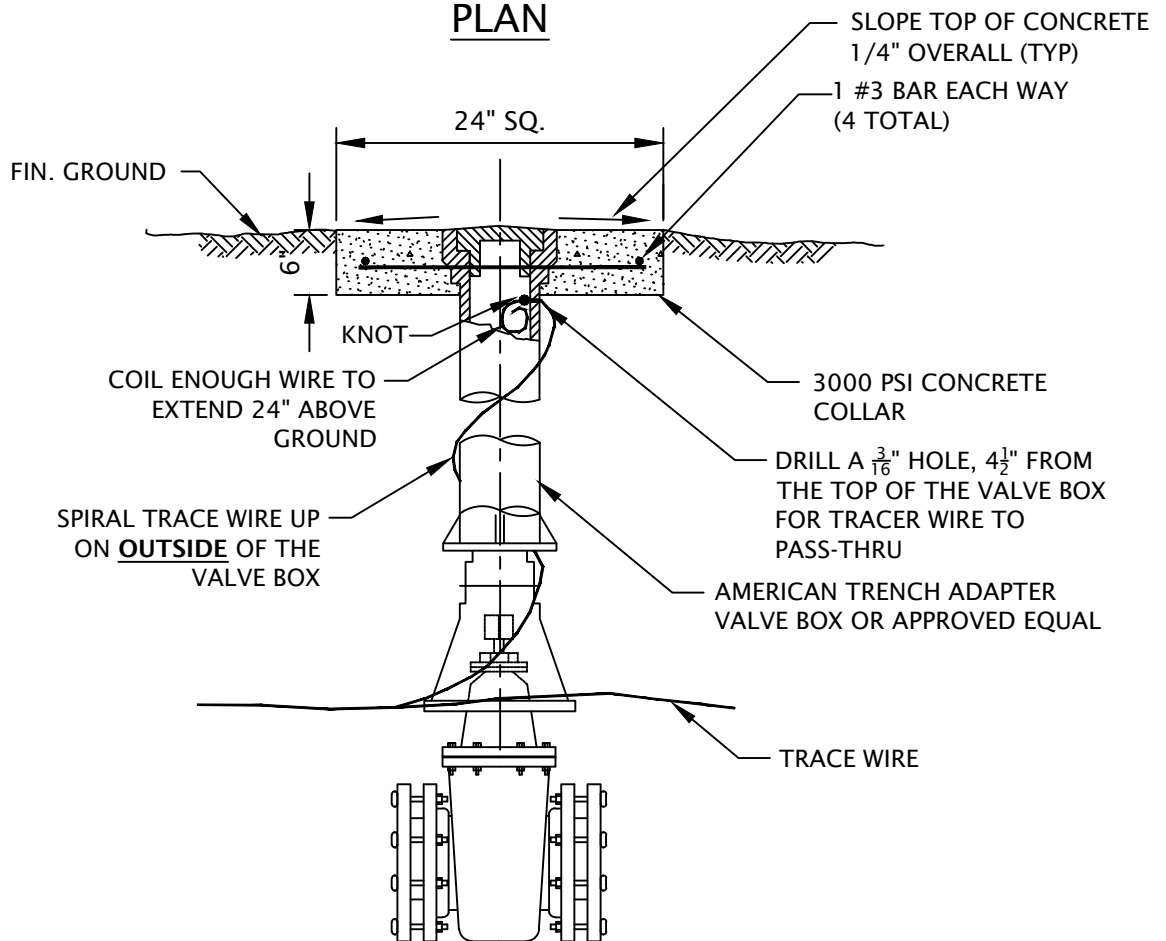 PLAN
SLOPE TOP OF CONCRETE
1/4" OVERALL (TYP)
1 #3 BAR EACH WAY
(4 TOTAL)
24" SQ.
FIN. GROUND
6"
KNOT
COIL ENOUGH WIRE TO
EXTEND 24" ABOVE
GROUND
3000 PSI CONCRETE
COLLAR
DRILL A 3/16" HOLE, 4 1/2" FROM
THE TOP OF THE VALVE BOX
FOR TRACER WIRE TO
PASS-THRU
SPIRAL TRACE WIRE UP
ON OUTSIDE OF THE
VALVE BOX
AMERICAN TRENCH ADAPTER
VALVE BOX OR APPROVED EQUAL
TRACE WIRE